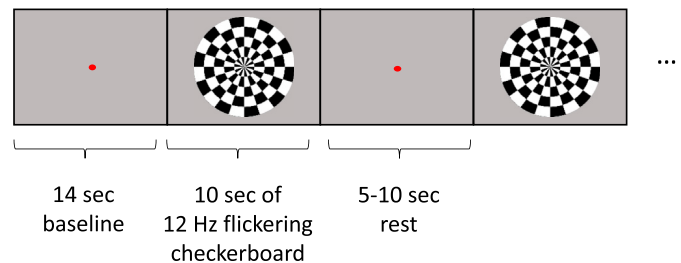 ...
14 sec
baseline
10 sec of
12 Hz flickering
checkerboard
5-10 sec
rest